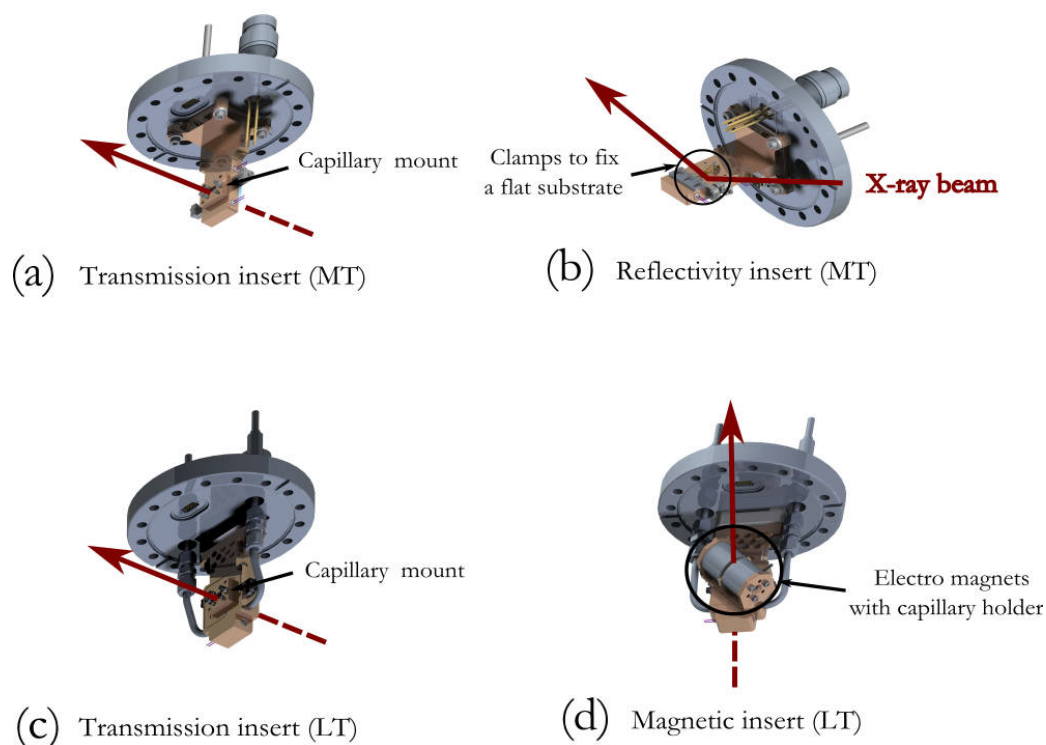 Capillary mount
(a) Transmission insert (MT)
Clamps to fix
a flat substrate
X-ray beam
(b) Reflectivity insert (MT)
Capillary mount
(c) Transmission insert (LT)
Electro magnets
with capillary holder
(d) Magnetic insert (LT)